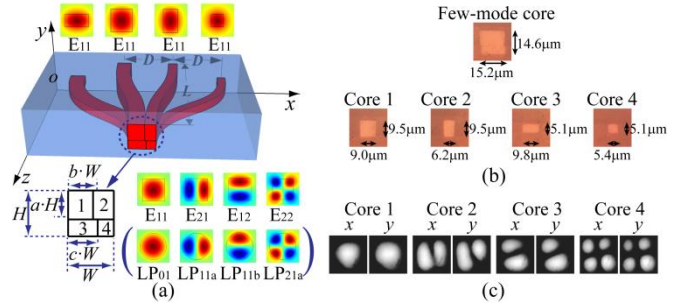 y
E11 E11 E11 E11
D D
L
o
x
z
b·W
H a·H 1 2
3 4
c·W
W
E11 E21 E12 E22
LP01 LP11a LP11b LP21a
(a)
Few-mode core
14.6μm
15.2μm
Core 1 Core 2 Core 3 Core 4
9.5μm 9.5μm 5.1μm 5.1μm
9.0μm 6.2μm 9.8μm 5.4μm
(b)
Core 1 Core 2 Core 3 Core 4
x y x y x y x y
(c)